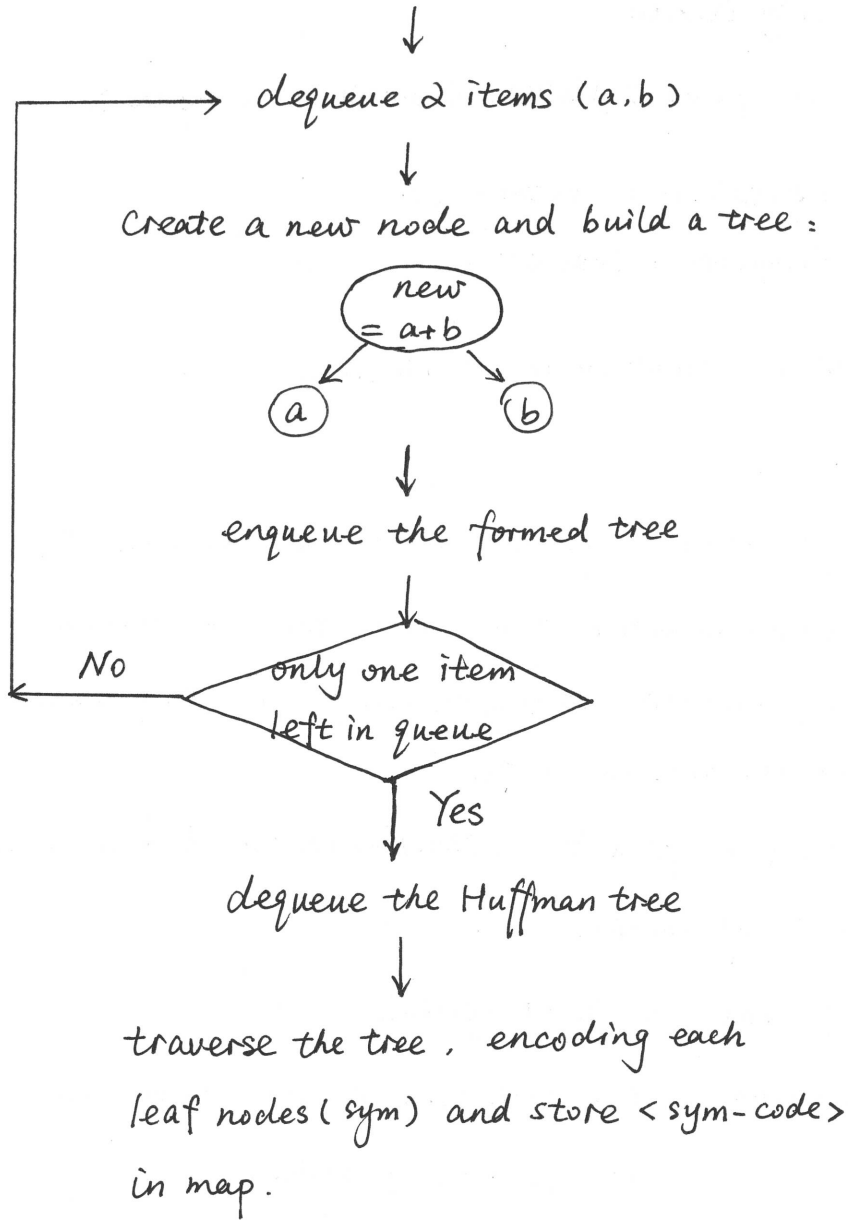 dequeue 2 items (a,b)
Create a new node and build a tree:
new
= a+b
a
b
enqueue the formed tree
only one item
left in queue
No
Yes
dequeue the Huffman tree
traverse the tree, encoding each
leaf nodes (sym) and store <sym-code>
in map.